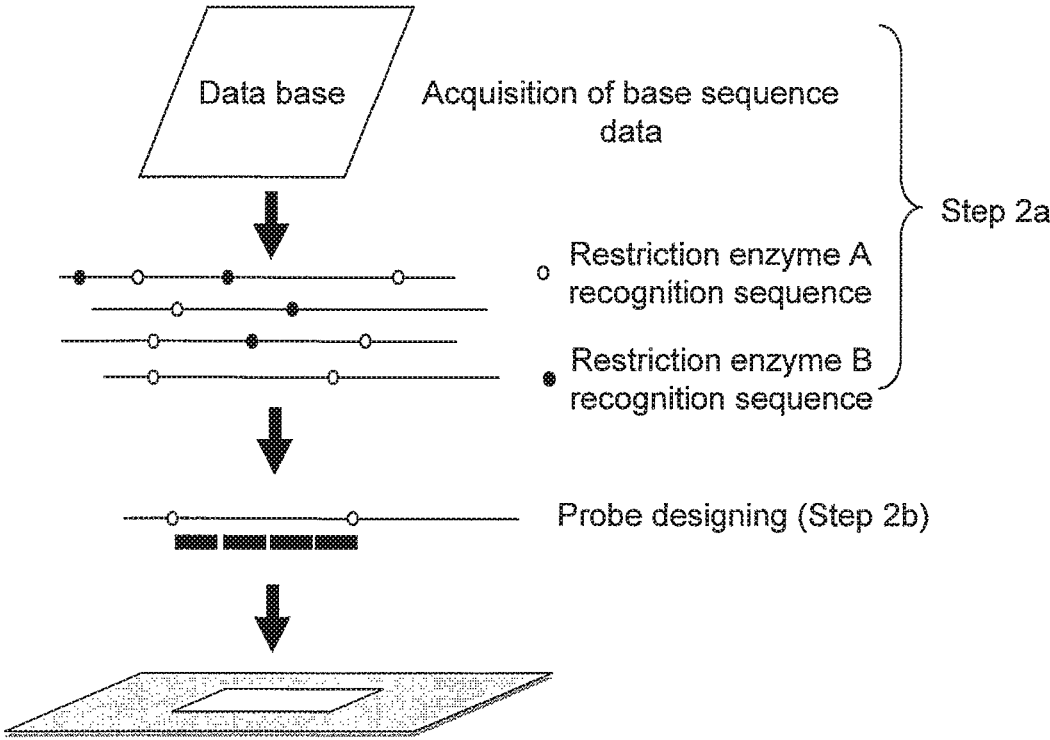 Data base
Acquisition of base sequence
data
Step 2a
Restriction enzyme A
recognition sequence
Restriction enzyme B
recognition sequence
Probe designing (Step 2b)